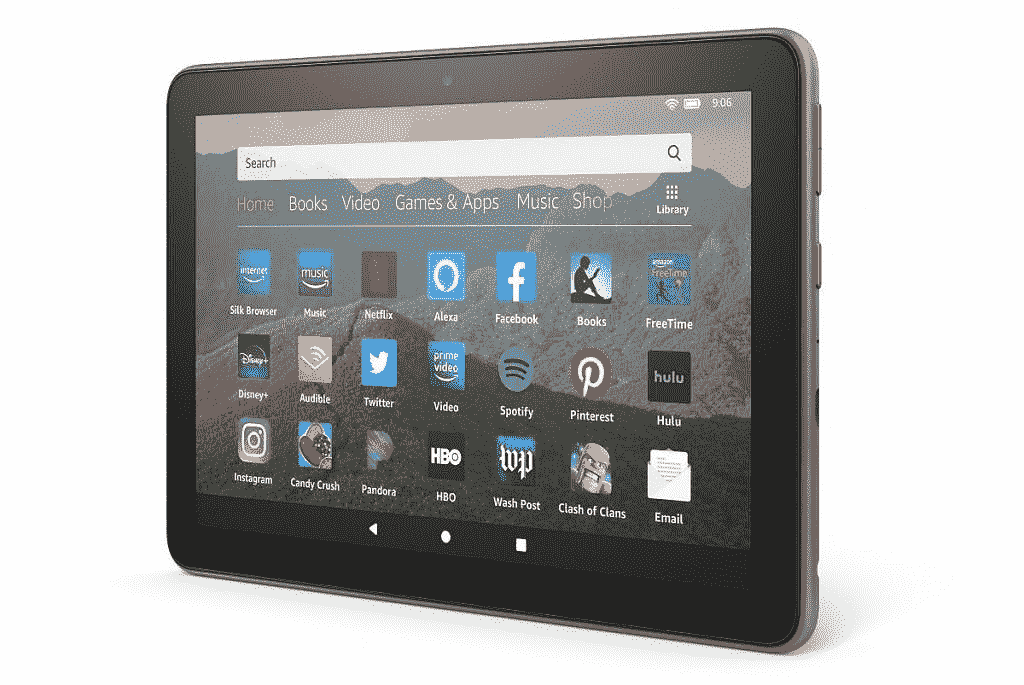 9:06
Search
Home Books Video Games & Apps Music Shop
Library
internet
music
amazon
FreeTime
Silk Browser Music Netflix Alexa Facebook Books FreeTime
Disney+
prime video
hulu
Disney+ Audible Twitter Video Spotify Pinterest Hulu
HBO
wp
Instagram Candy Crush Pandora HBO Wash Post Clash of Clans Email